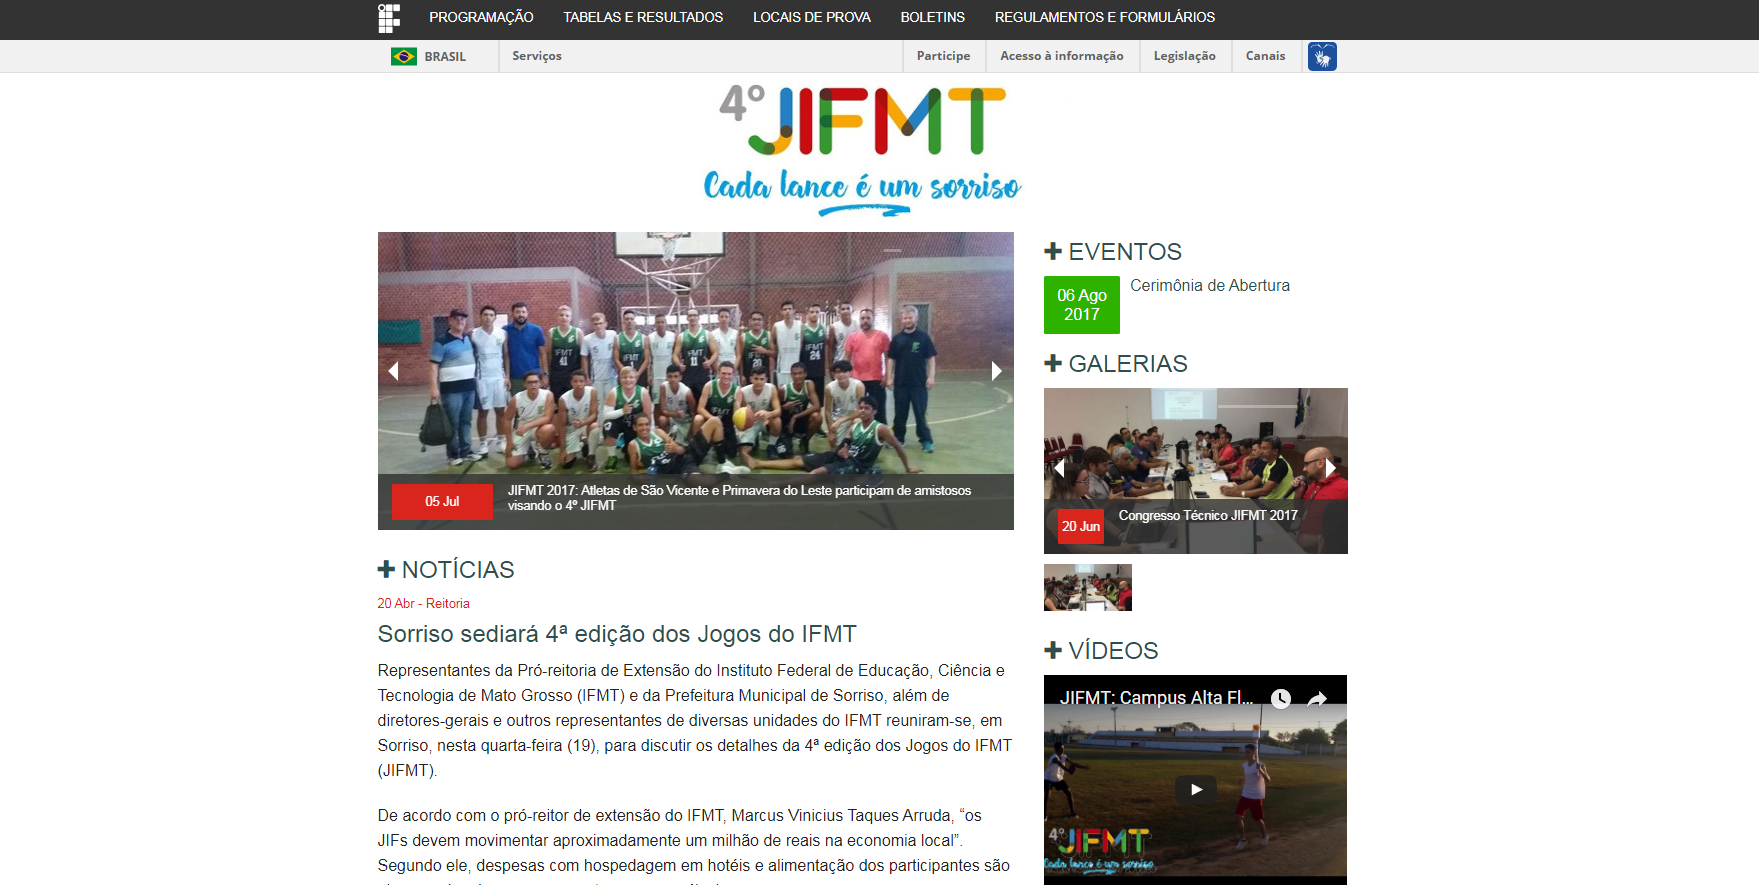 PROGRAMAÇÃO TABELAS E RESULTADOS LOCAIS DE PROVA BOLETINS REGULAMENTOS E FORMULÁRIOS
BRASIL Serviços Participe Acesso à informação Legislação Canais
4º JIFMT
Cada lance é um sorriso
IFMT 41
IFMT
IFMT 11
20
IFMT 24
05 Jul
JIFMT 2017: Atletas de São Vicente e Primavera do Leste participam de amistosos
visando o 4º JIFMT
NOTÍCIAS
20 Abr - Reitoria
Sorriso sediará 4ª edição dos Jogos do IFMT
Representantes da Pró-reitoria de Extensão do Instituto Federal de Educação, Ciência e
Tecnologia de Mato Grosso (IFMT) e da Prefeitura Municipal de Sorriso, além de
diretores-gerais e outros representantes de diversas unidades do IFMT reuniram-se, em
Sorriso, nesta quarta-feira (19), para discutir os detalhes da 4ª edição dos Jogos do IFMT
(JIFMT).
De acordo com o pró-reitor de extensão do IFMT, Marcus Vinicius Taques Arruda, “os
JIFs devem movimentar aproximadamente um milhão de reais na economia local”.
Segundo ele, despesas com hospedagem em hotéis e alimentação dos participantes são
EVENTOS
06 Ago
2017
Cerimônia de Abertura
GALERIAS
20 Jun
Congresso Técnico JIFMT 2017
VÍDEOS
JIFMT: Campus Alta Fl...
4º JIFMT
Cada lance é um sorriso